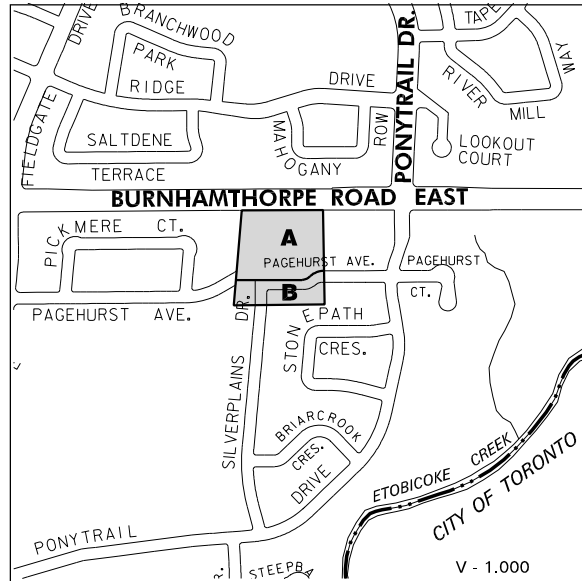 DRIVE
BRANCHWOOD
PARK
RIDGE
DRIVE
FIELDGATE
SALTDENE
TERRACE
MAHOGANY
ROW
PONYTRAIL DR.
TAPE
RIVER
MILL
WAY
LOOKOUT
COURT
BURNHAMTHORPE ROAD EAST
PICKMERE CT.
A
PAGEHURST AVE.
PAGEHURST
CT.
B
PAGEHURST AVE.
SILVERPLAINS DR.
STONEPATH
CRES.
BRIARCROOK
CRES.
PONYTRAIL
DRIVE
ETOBICOKE CREEK
CITY OF TORONTO
R.
STEEPBA
V - 1.000